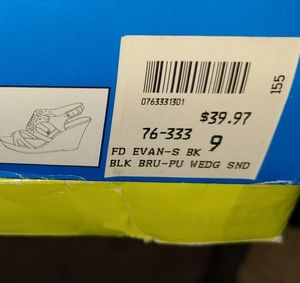 0763331301
155
$39.97
76-333 9
FD EVAN-S BK
BLK BRU-PU WEDG SND